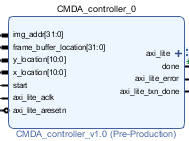 CMDA_controller_0
img_addr[31:0]
frame_buffer_location[31:0]
y_location[10:0]
x_location[10:0]
start
axi_lite_aclk
axi_lite_aresetn
axi_lite
done
axi_lite_error
axi_lite_txn_done
CMDA_controller_v1.0 (Pre-Production)